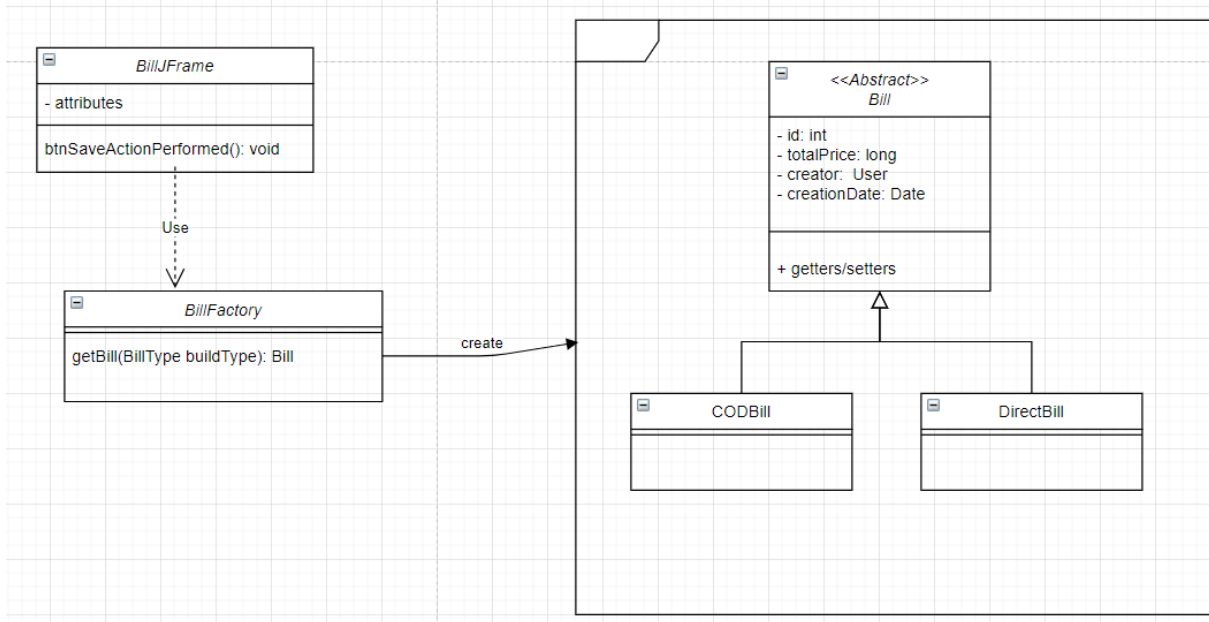 BillJFrame
- attributes
btnSaveActionPerformed(): void
Use
BillFactory
getBill(BillType buildType): Bill
create
<<Abstract>>
Bill
- id: int
- totalPrice: long
- creator:  User
- creationDate: Date
+ getters/setters
CODBill
DirectBill